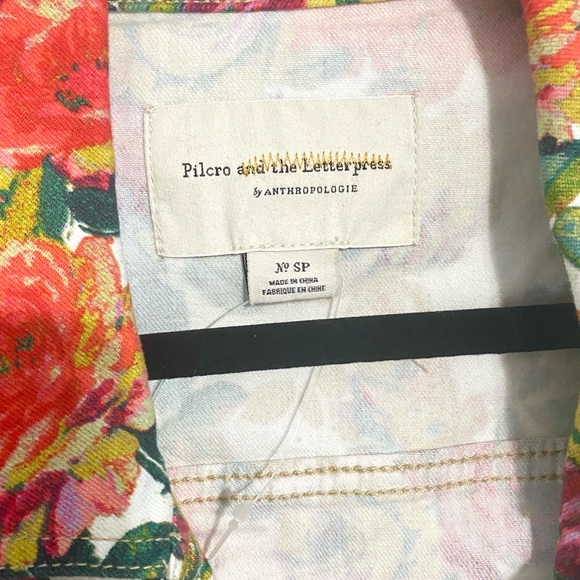 Pilcro and the Letterpress
by ANTHROPOLOGIE
Nº SP
MADE IN CHINA
FABRIQUÉ EN CHINE